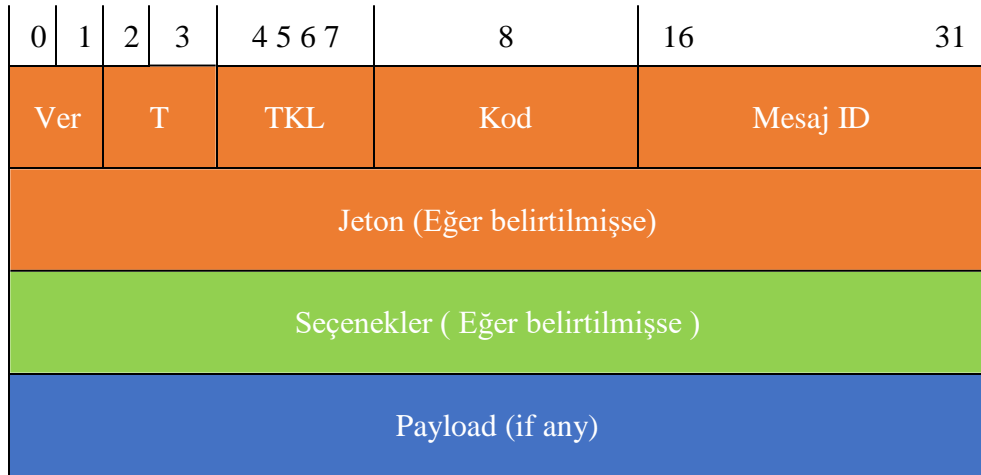 0 1 2 3 4 5 6 7 8 16 31
Ver T TKL Kod Mesaj ID
Jeton (Eğer belirtilmişse)
Seçenekler ( Eğer belirtilmişse )
Payload (if any)